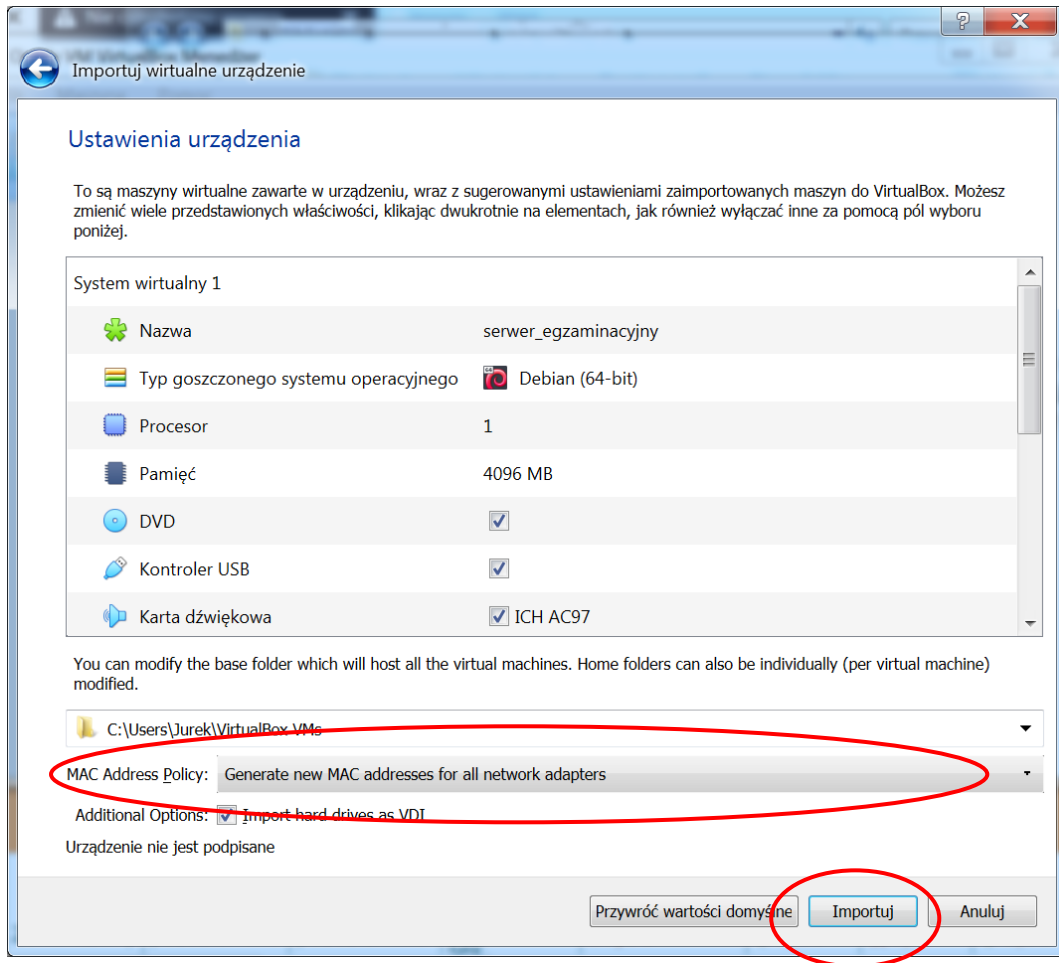 VM VirtualBox Menedżer
Importuj wirtualne urządzenie
Ustawienia urządzenia
To są maszyny wirtualne zawarte w urządzeniu, wraz z sugerowanymi ustawieniami zaimportowanych maszyn do VirtualBox. Możesz
zmienić wiele przedstawionych właściwości, klikając dwukrotnie na elementach, jak również wyłączać inne za pomocą pól wyboru
poniżej.
System wirtualny 1
Nazwa serwer_egzaminacyjny
Typ goszczonego systemu operacyjnego Debian (64-bit)
Procesor 1
Pamięć 4096 MB
DVD
Kontroler USB
Karta dźwiękowa ICH AC97
You can modify the base folder which will host all the virtual machines. Home folders can also be individually (per virtual machine)
modified.
C:\Users\Jurek\VirtualBox VMs
MAC Address Policy: Generate new MAC addresses for all network adapters
Additional Options: Import hard drives as VDI
Urządzenie nie jest podpisane
Przywróć wartości domyślne Importuj Anuluj